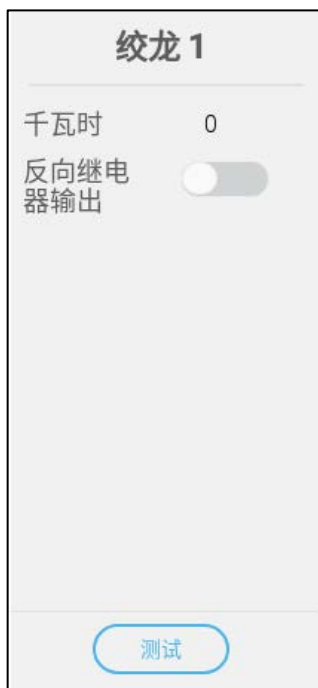 绞龙 1
千瓦时 0
反向继电
器输出
测试